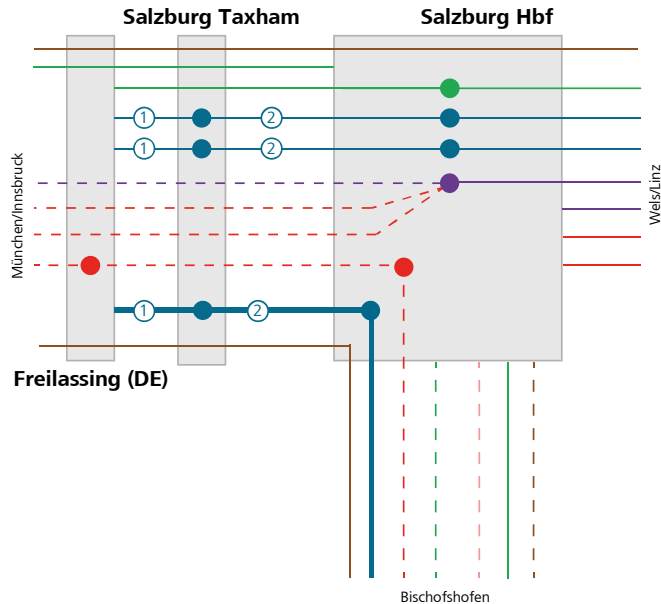 Salzburg Taxham
Salzburg Hbf
1 2
1 2
München/Innsbruck
Wels/Linz
1 2
Freilassing (DE)
Bischofshofen